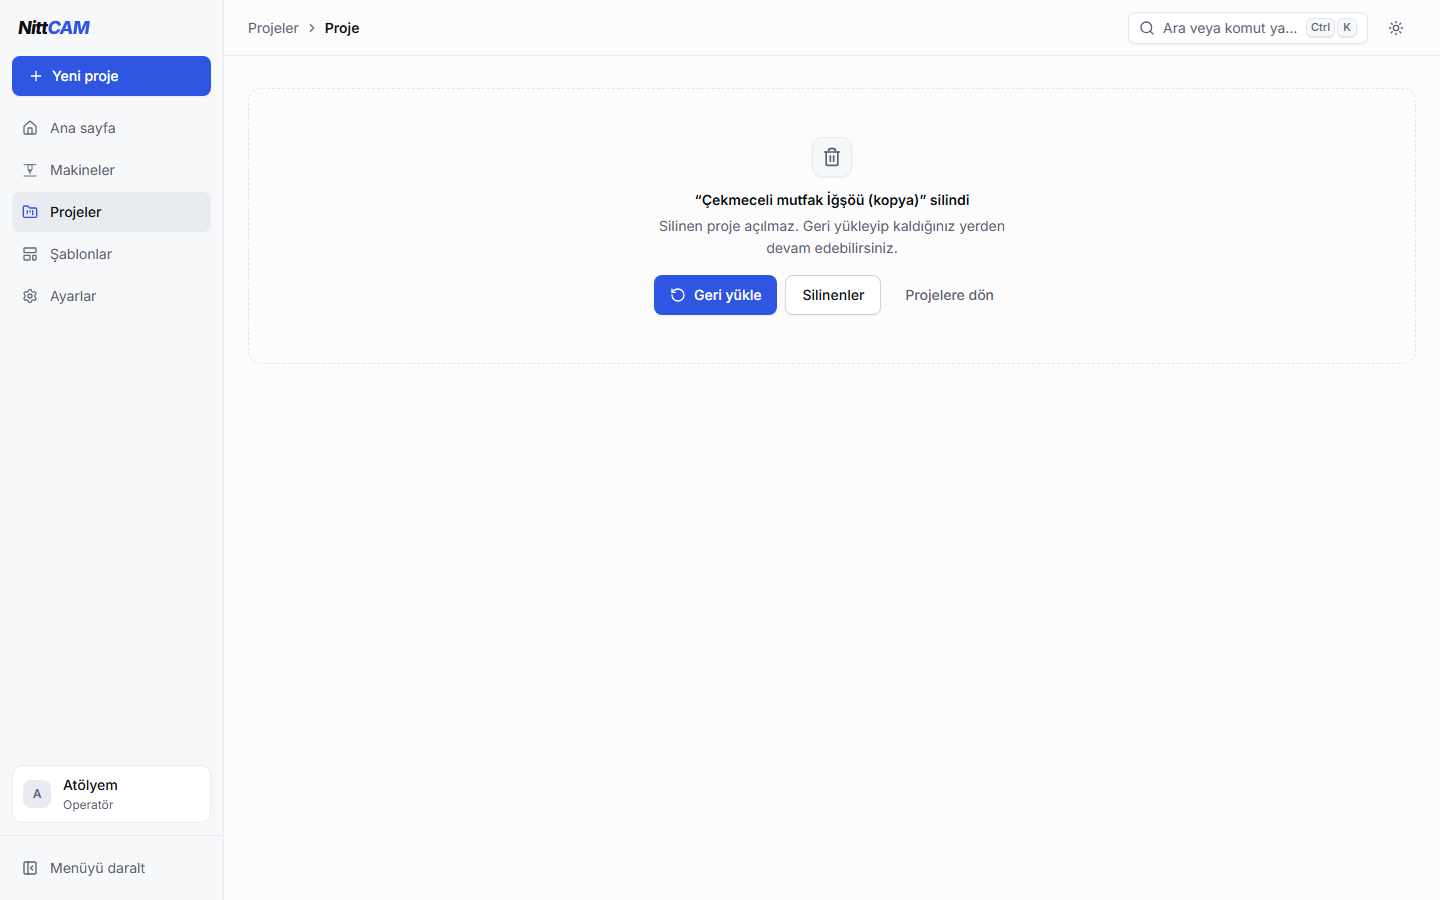 NittCAM
Projeler > Proje
Ara veya komut ya... Ctrl K
Yeni proje
Ana sayfa
Makineler
Projeler
Şablonlar
Ayarlar
“Çekmeceli mutfak İğşöü (kopya)” silindi
Silinen proje açılmaz. Geri yükleyip kaldığınız yerden
devam edebilirsiniz.
Geri yükle Silinenler Projelere dön
A
Atölyem
Operatör
Menüyü daralt